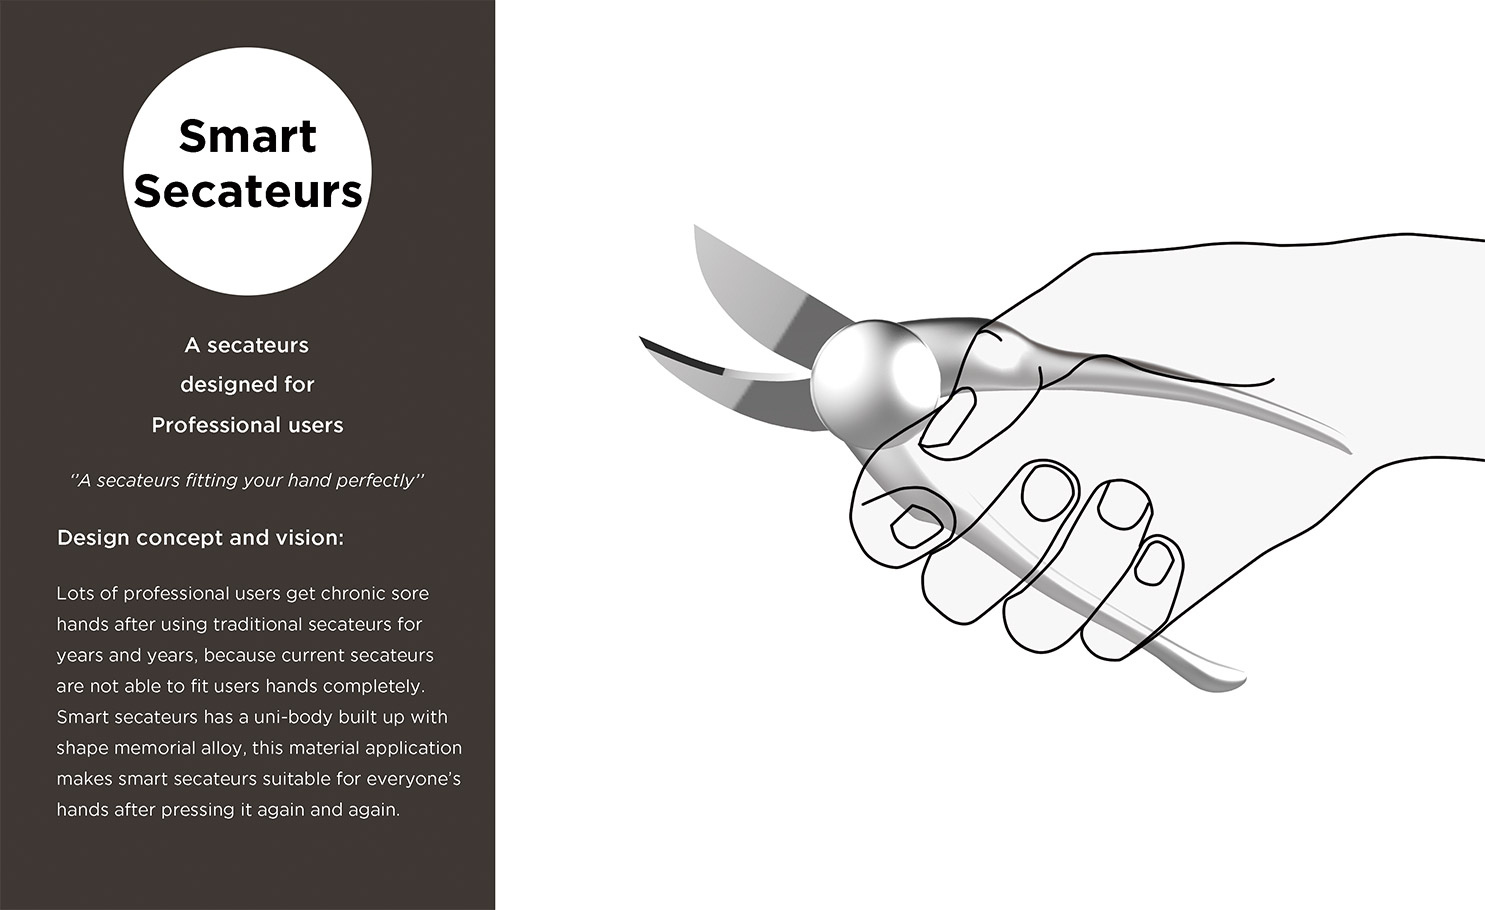 Smart
Secateurs
A secateurs
designed for
Professional users
‘’A secateurs fitting your hand perfectly’’
Design concept and vision:
Lots of professional users get chronic sore
hands after using traditional secateurs for
years and years, because current secateurs
are not able to fit users hands completely.
Smart secateurs has a uni-body built up with
shape memorial alloy, this material application
makes smart secateurs suitable for everyone’s
hands after pressing it again and again.